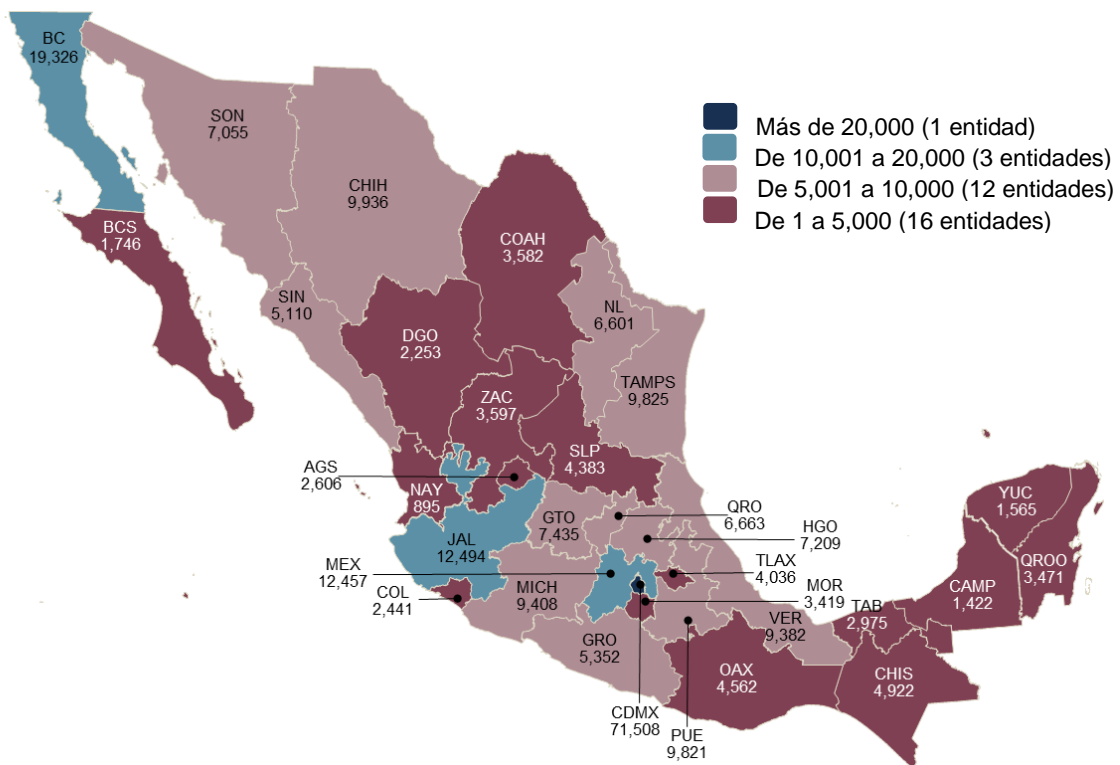 BC
19,326
SON
7,055
CHIH
9,936
BCS
1,746
COAH
3,582
SIN
5,110
NL
6,601
DGO
2,253
TAMPS
9,825
ZAC
3,597
SLP
4,383
AGS
2,606
NAY
895
QRO
6,663
GTO
7,435
HGO
7,209
JAL
12,494
MEX
12,457
TLAX
4,036
COL
2,441
MICH
9,408
MOR
3,419
YUC
1,565
QROO
3,471
CAMP
1,422
TAB
2,975
VER
9,382
GRO
5,352
OAX
4,562
CHIS
4,922
CDMX
71,508
PUE
9,821
Más de 20,000 (1 entidad)
De 10,001 a 20,000 (3 entidades)
De 5,001 a 10,000 (12 entidades)
De 1 a 5,000 (16 entidades)